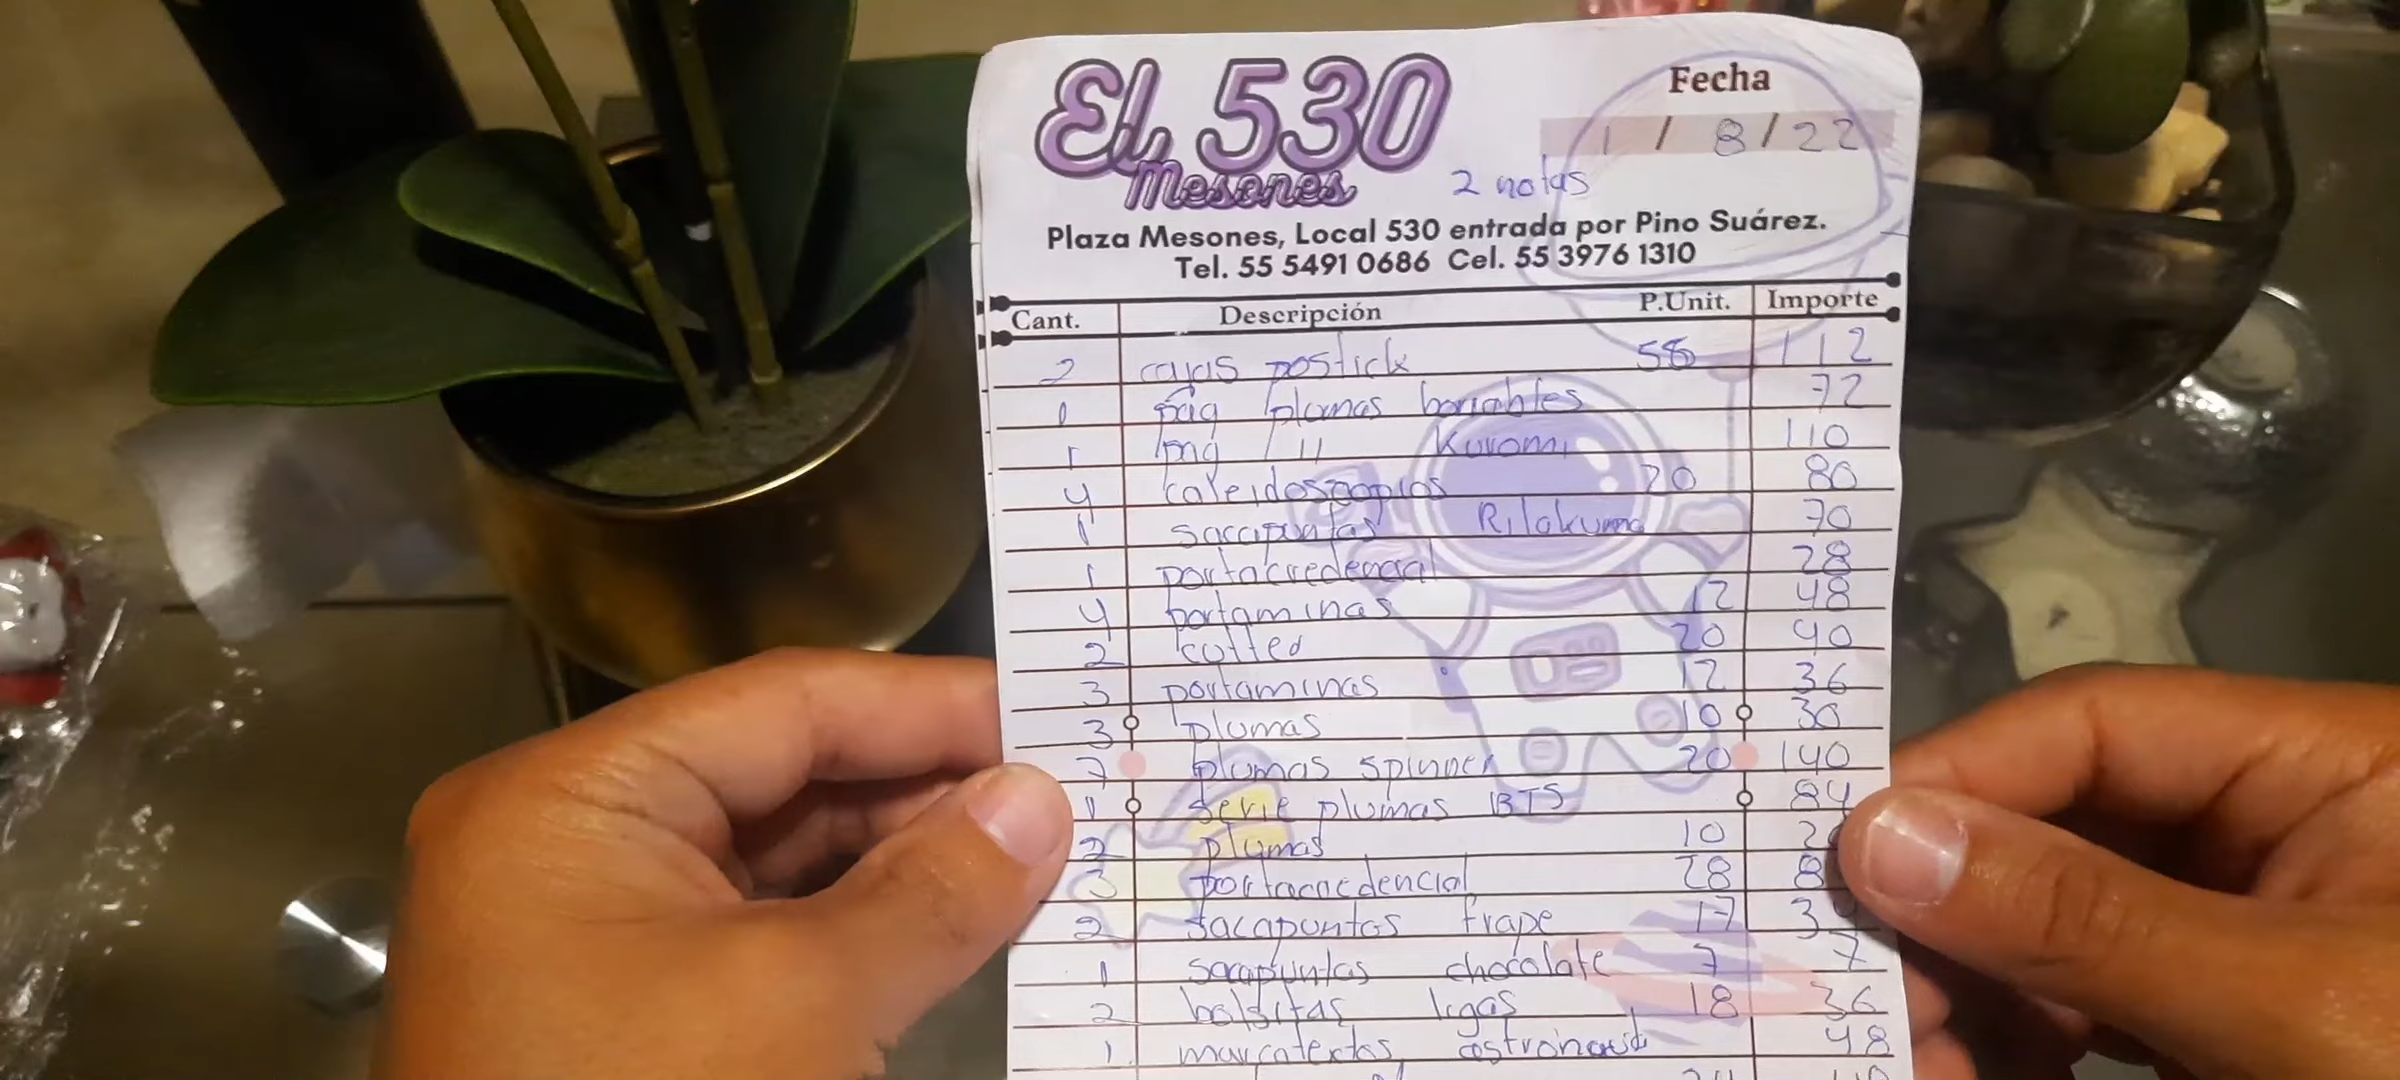 El 530
Mesones
Fecha
1 / 8 / 22
2 notas
Plaza Mesones, Local 530 entrada por Pino Suárez.
Tel. 55 5491 0686 Cel. 55 3976 1310
Cant. Descripción P.Unit. Importe
2 cajas postick 58 112
1 paq plumas borrables 72
1 paq / 11 Kuromi 110
4 caleidoscopios 20 80
1 sacapuntas Rilakuma 70
1 portacredencial 28
4 portaminas 12 48
2 cutted 20 40
3 portaminas 12 36
3 plumas 10 30
7 plumas spinner 20 140
1 serie plumas BTS 84
2 plumas 10
3 portacredencial 28
2 sacapuntas frape 17
1 sacapuntas chocolate 7 7
2 bolsitas ligas 18 36
1 marcatextos 48